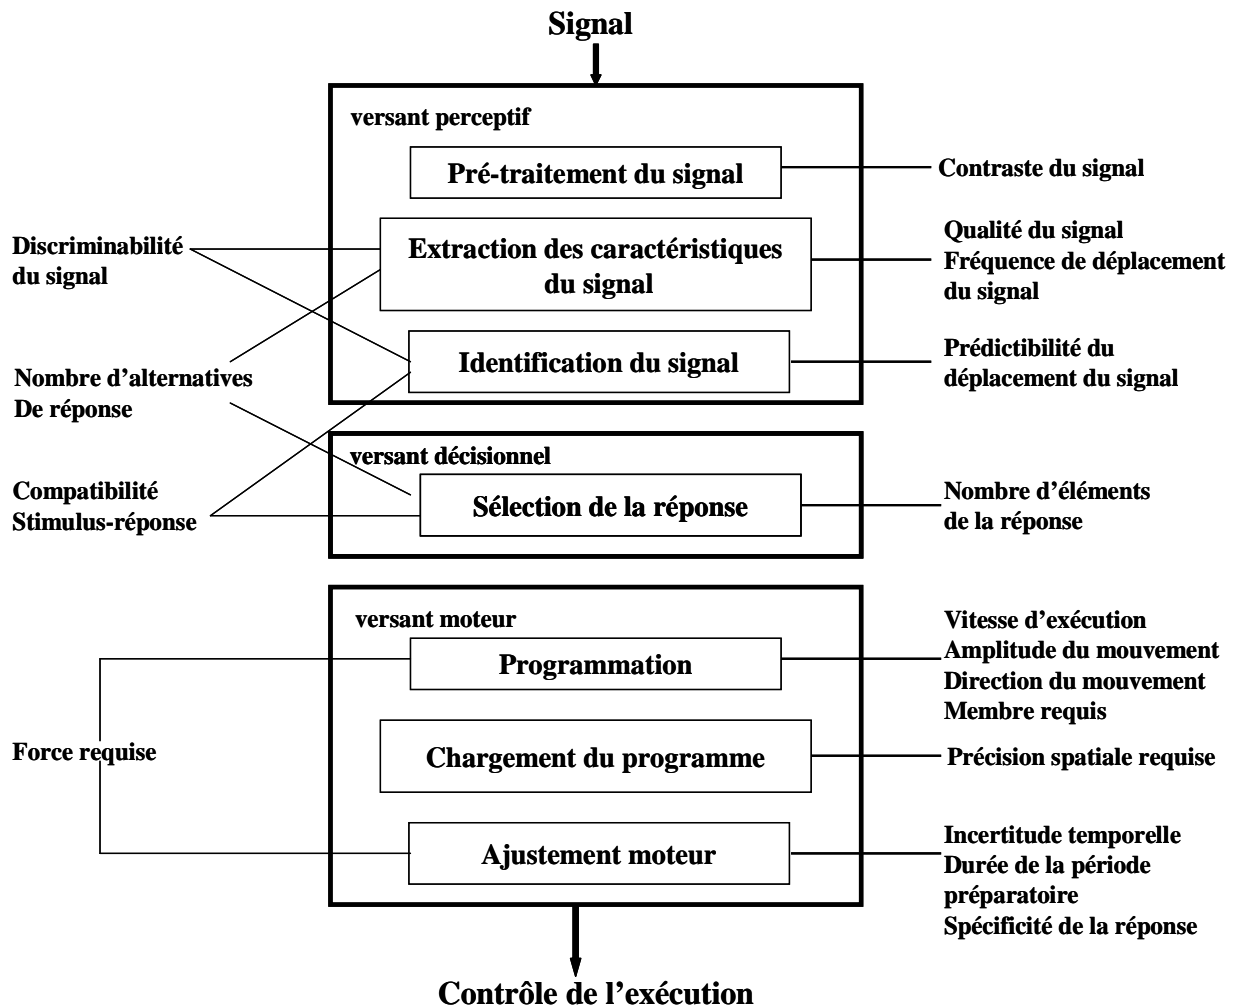 Signal
versant perceptif
Pré-traitement du signal
Contraste du signal
Discriminabilité
du signal
Extraction des caractéristiques
du signal
Qualité du signal
Fréquence de déplacement
du signal
Identification du signal
Prédictibilité du
déplacement du signal
Nombre d’alternatives
De réponse
versant décisionnel
Compatibilité
Stimulus-réponse
Sélection de la réponse
Nombre d’éléments
de la réponse
versant moteur
Programmation
Vitesse d’exécution
Amplitude du mouvement
Direction du mouvement
Membre requis
Force requise
Chargement du programme
Précision spatiale requise
Ajustement moteur
Incertitude temporelle
Durée de la période
préparatoire
Spécificité de la réponse
Contrôle de l’exécution